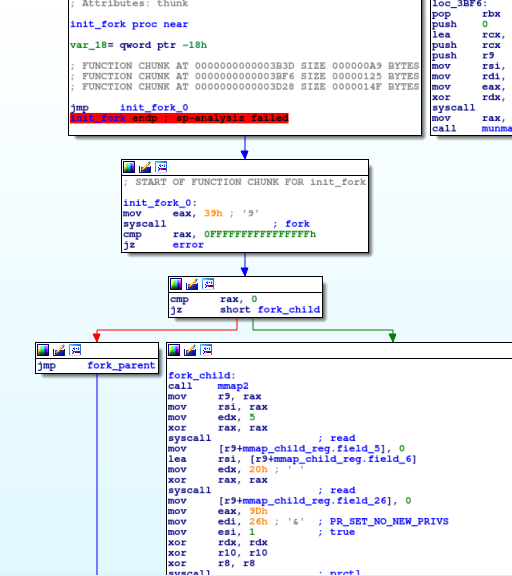 ; Attributes: thunk
init_fork proc near
var_18= qword ptr -18h
; FUNCTION CHUNK AT 0000000000003B3D SIZE 000000A9 BYTES
; FUNCTION CHUNK AT 0000000000003BF6 SIZE 00000125 BYTES
; FUNCTION CHUNK AT 0000000000003D28 SIZE 0000014F BYTES
jmp     init_fork_0
init_fork endp ; sp-analysis failed
loc_3BF6:
pop     rbx
push    0
lea     rcx,
push    rcx
push    r9
mov     rsi,
mov     rdi,
mov     eax,
xor     rdx,
syscall
mov     rax,
call    munma
; START OF FUNCTION CHUNK FOR init_fork
init_fork_0:
mov     eax, 39h ; '9'
syscall                 ; fork
cmp     rax, 0FFFFFFFFFFFFFFFFh
jz      error
cmp     rax, 0
jz      short fork_child
jmp     fork_parent
fork_child:
call    mmap2
mov     r9, rax
mov     rsi, rax
mov     edx, 5
xor     rax, rax
syscall                 ; read
mov     [r9+mmap_child_reg.field_5], 0
lea     rsi, [r9+mmap_child_reg.field_6]
mov     edx, 20h ; ' '
xor     rax, rax
syscall                 ; read
mov     [r9+mmap_child_reg.field_26], 0
mov     eax, 9Dh
mov     edi, 26h ; '&'  ; PR_SET_NO_NEW_PRIVS
mov     esi, 1          ; true
xor     rdx, rdx
xor     r10, r10
xor     r8, r8
syscall                 ; prctl